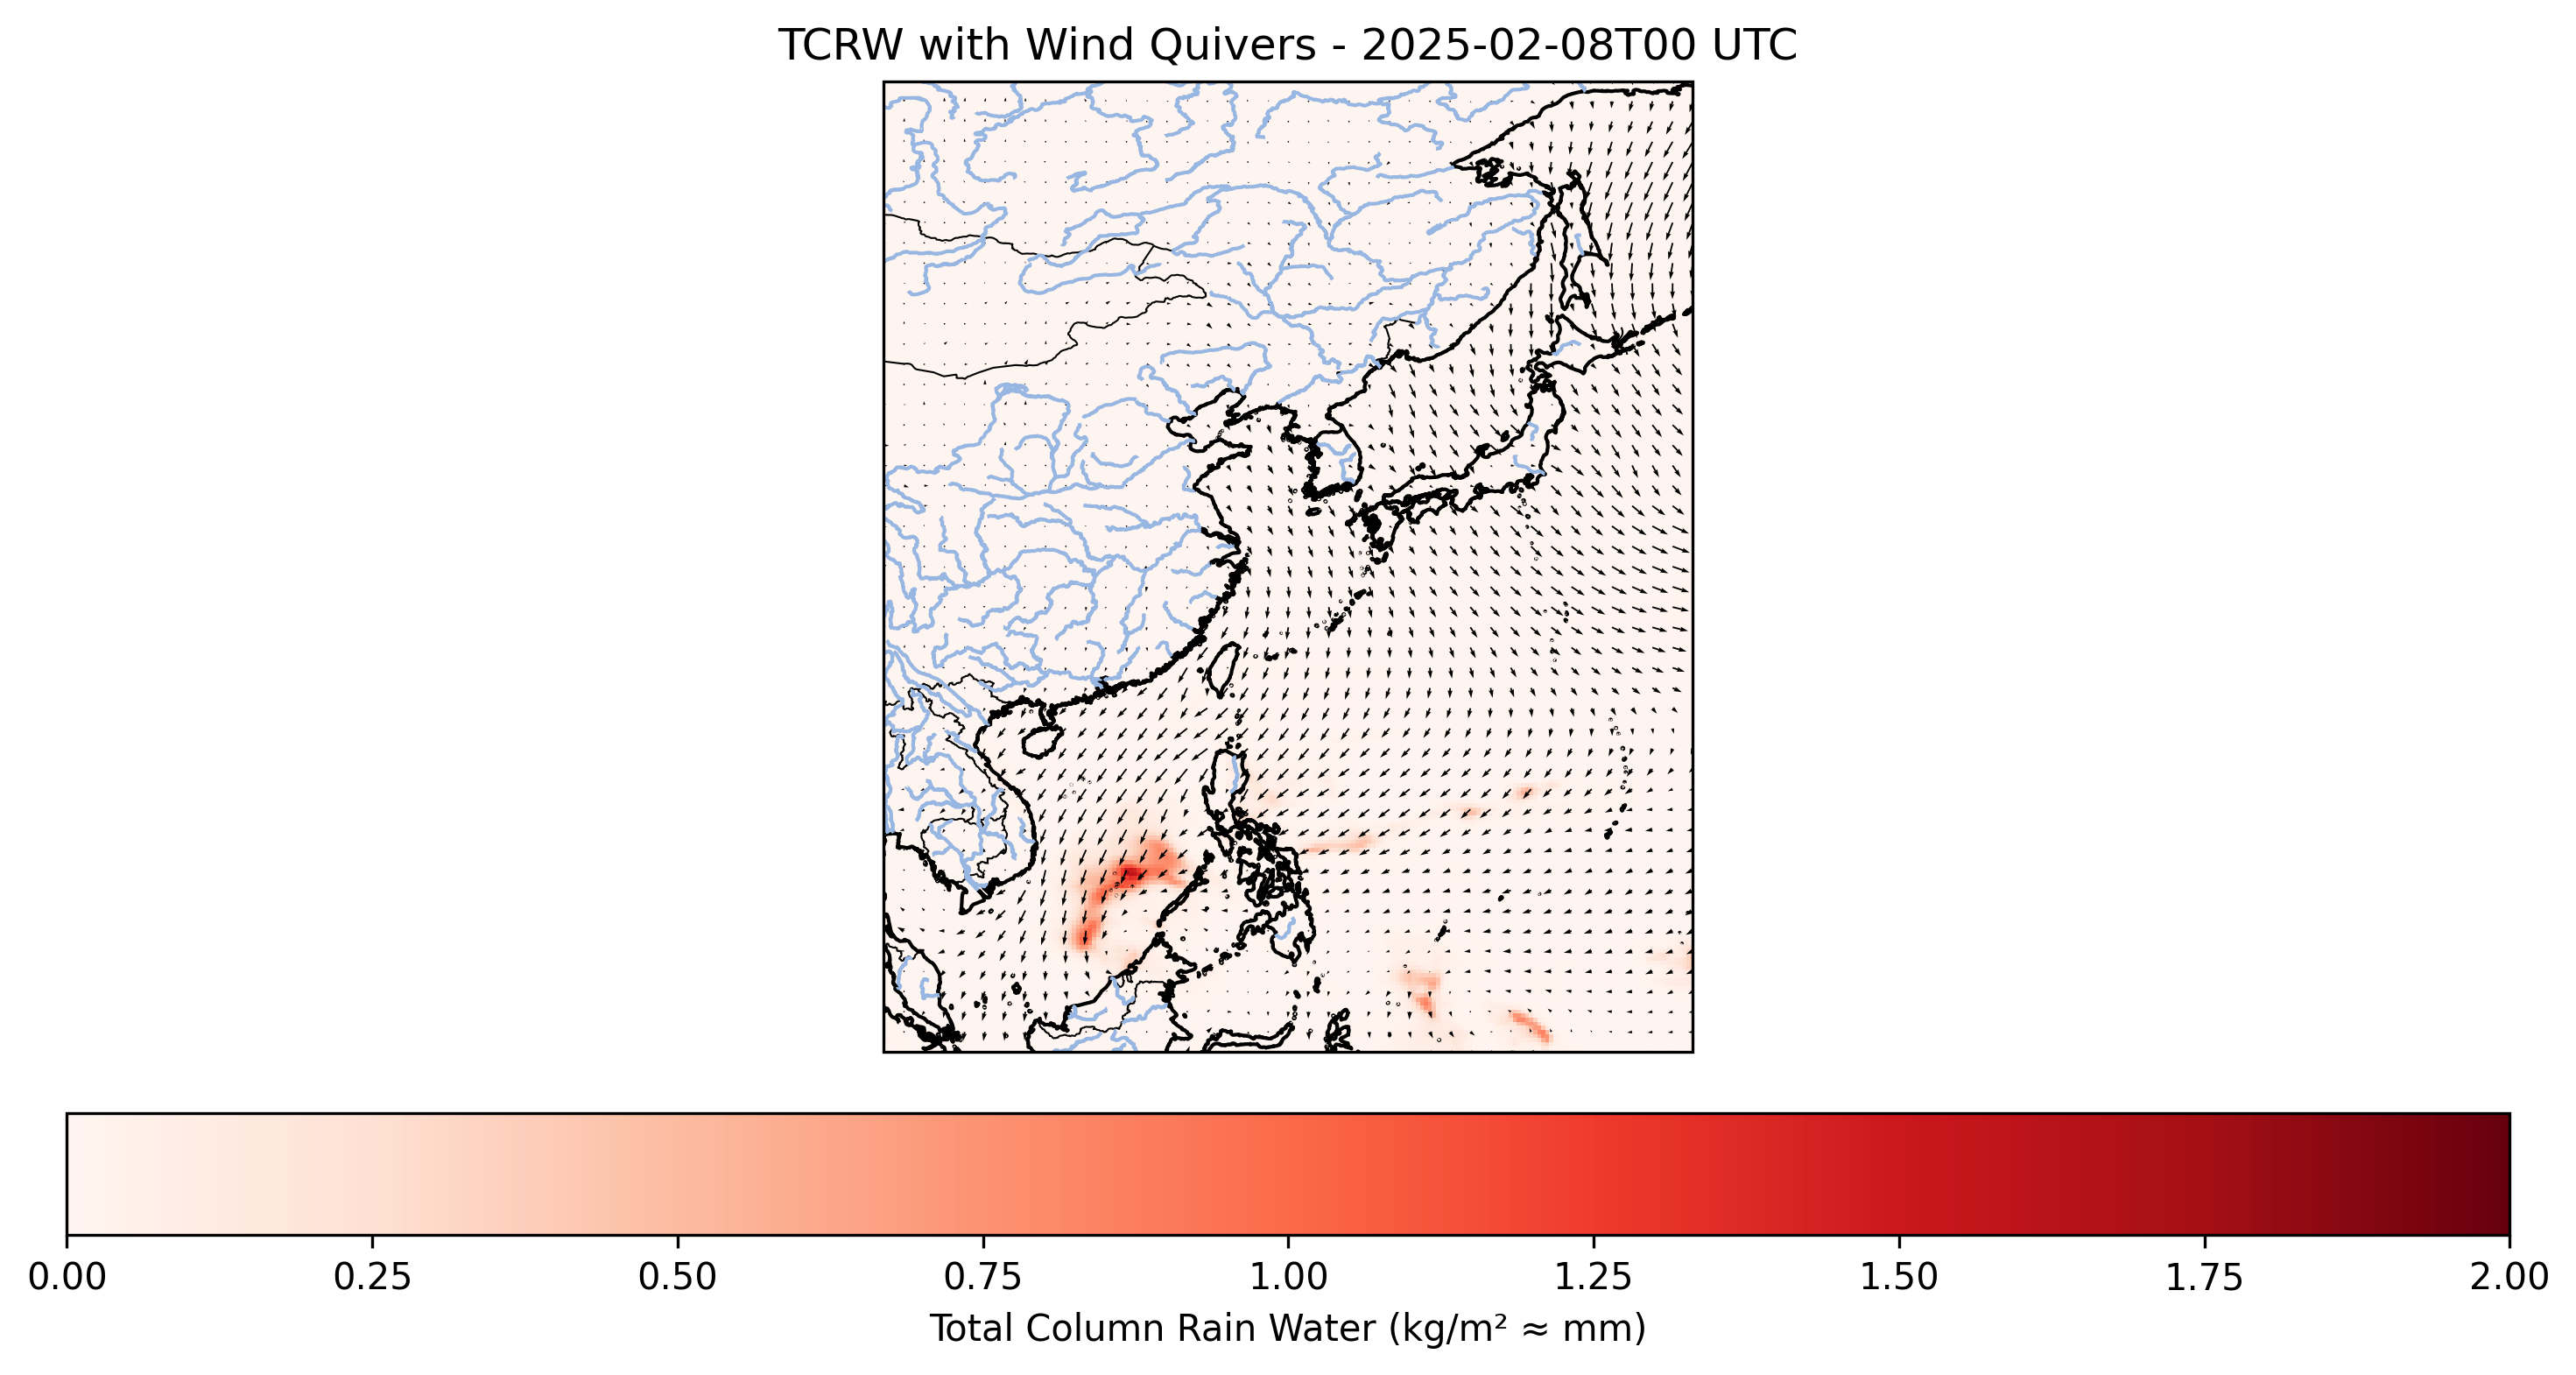 TCRW with Wind Quivers - 2025-02-08T00 UTC
0.00 0.25 0.50 0.75 1.00 1.25 1.50 1.75 2.00
Total Column Rain Water (kg/m² ≈ mm)